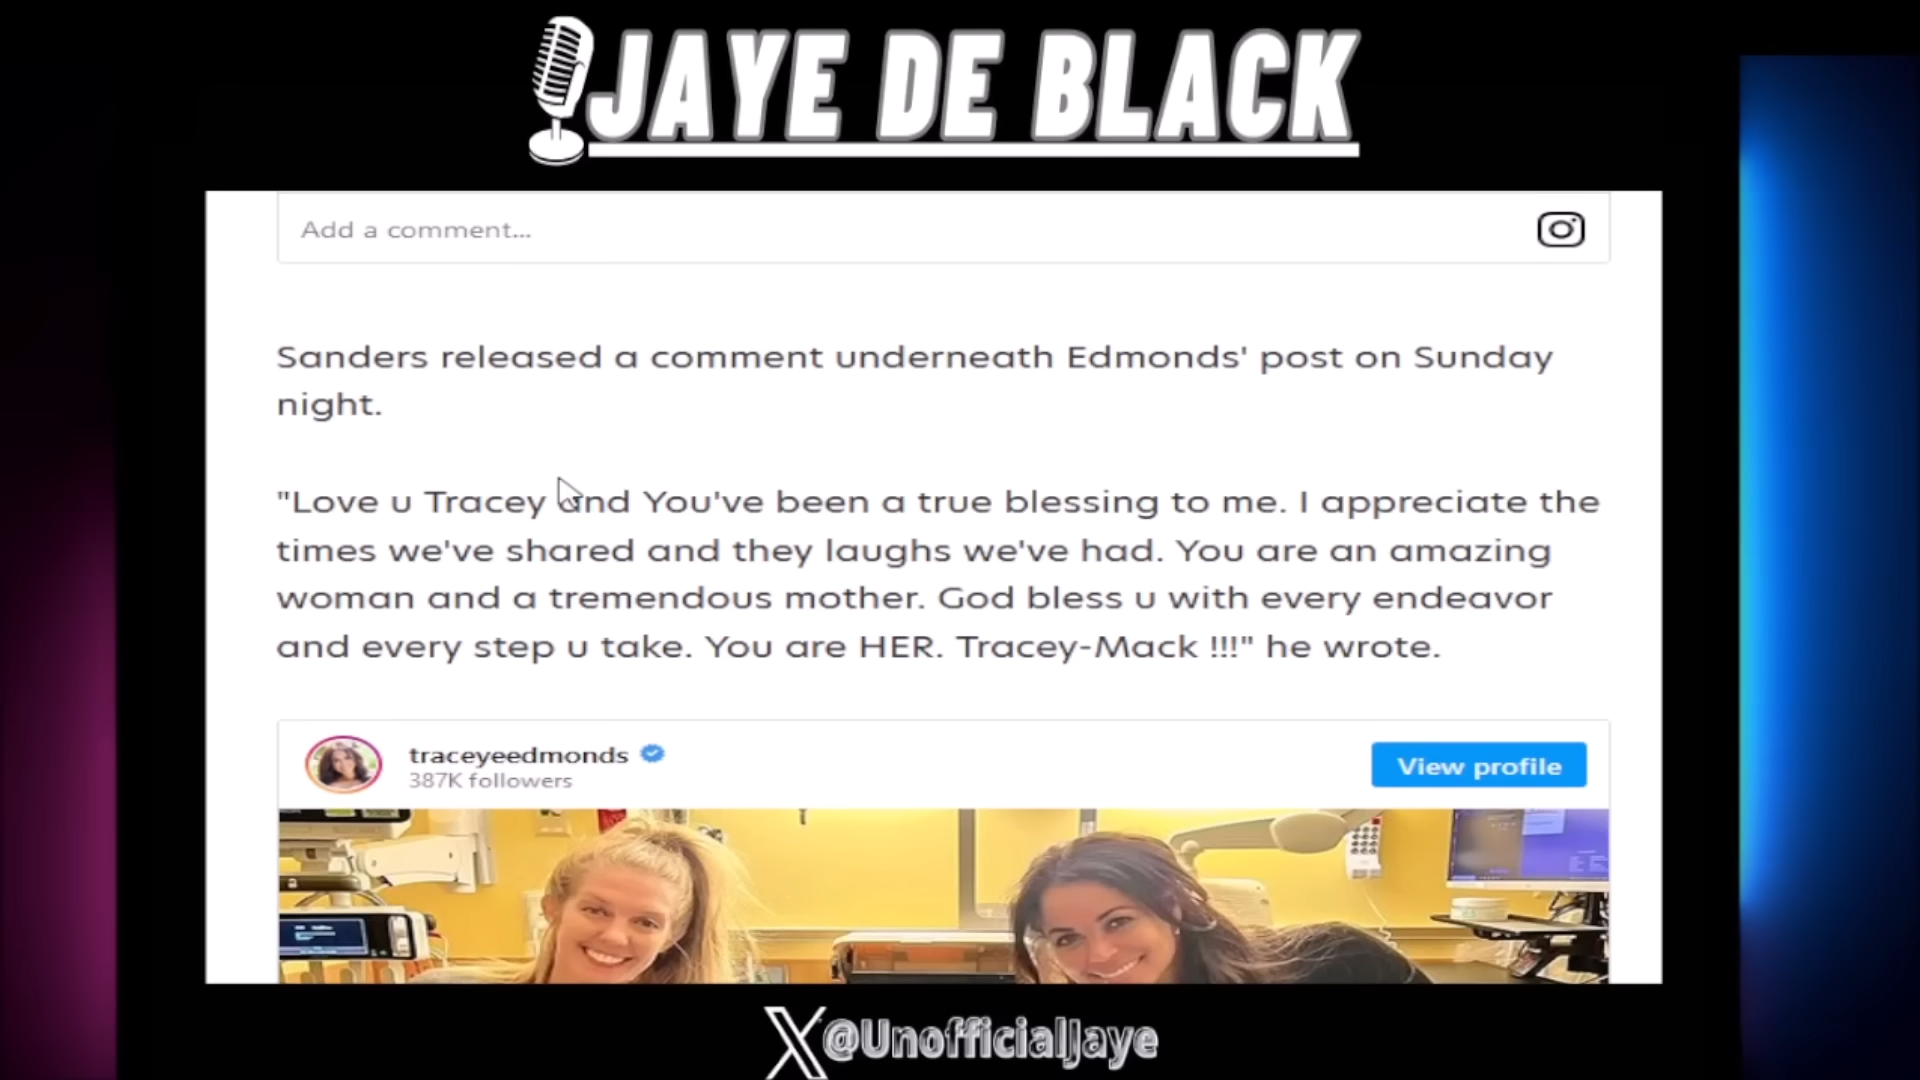 JAYE DE BLACK
Add a comment...
Sanders released a comment underneath Edmonds' post on Sunday
night.
"Love u Tracey and You've been a true blessing to me. I appreciate the
times we've shared and they laughs we've had. You are an amazing
woman and a tremendous mother. God bless u with every endeavor
and every step u take. You are HER. Tracey-Mack !!!" he wrote.
traceyeedmonds
387K followers
View profile
X @UnofficialJaye